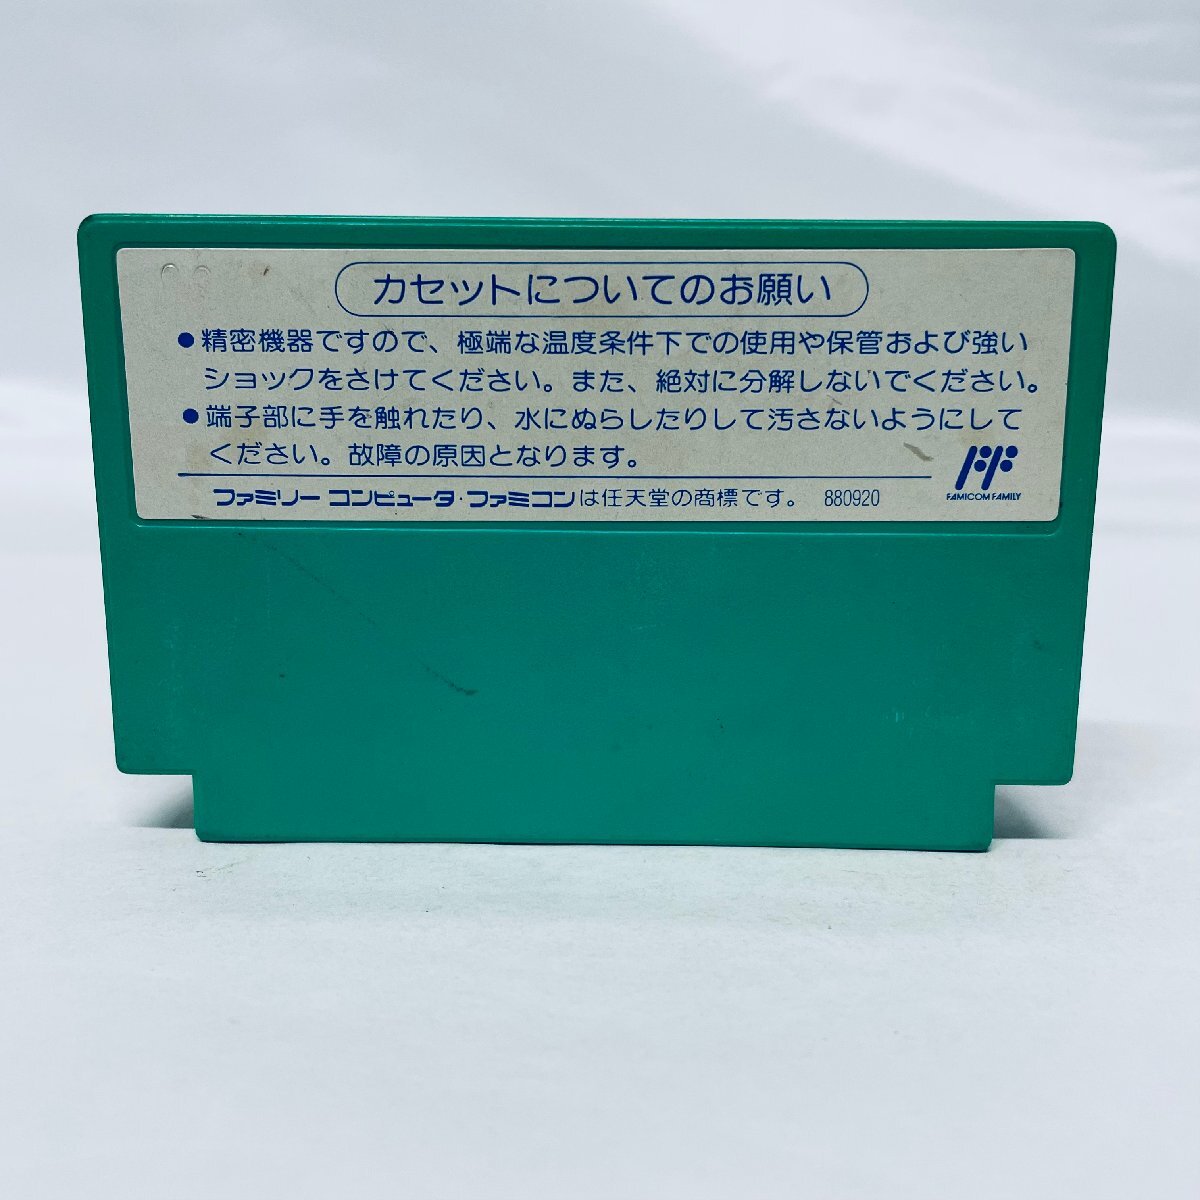 カセットについてのお願い
●精密機器ですので、極端な温度条件下での使用や保管および強い
ショックをさけてください。また、絶対に分解しないでください。
●端子部に手を触れたり、水にぬらしたりして汚さないようにして
ください。故障の原因となります。
FAMICOM FAMILY
ファミリーコンピュータ・ファミコンは任天堂の商標です。 880920